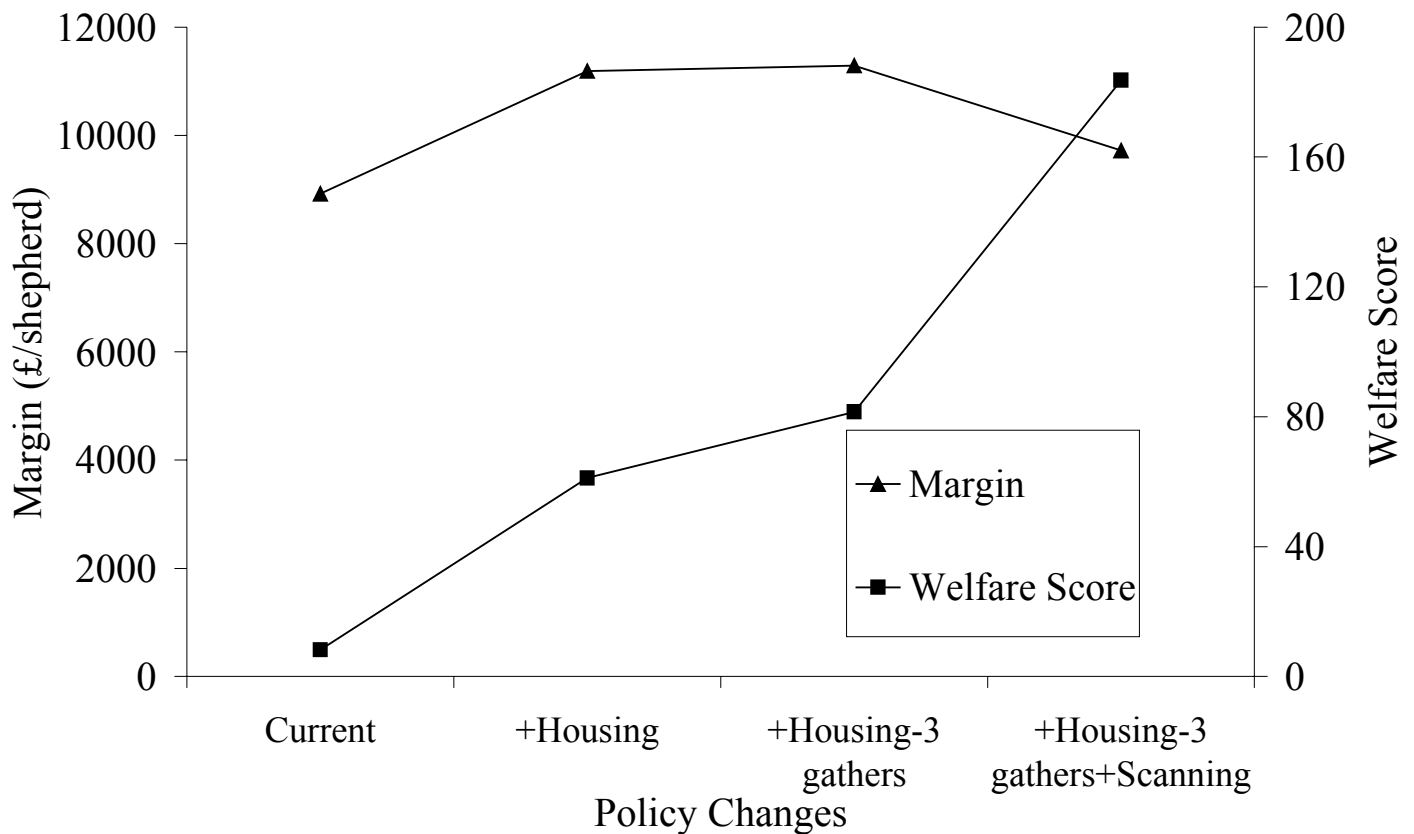 12000
10000
8000
6000
4000
2000
0
Margin (£/shepherd)
200
160
120
80
40
0
Welfare Score
Margin
Welfare Score
Current
+Housing
+Housing-3
gathers
+Housing-3
gathers+Scanning
Policy Changes